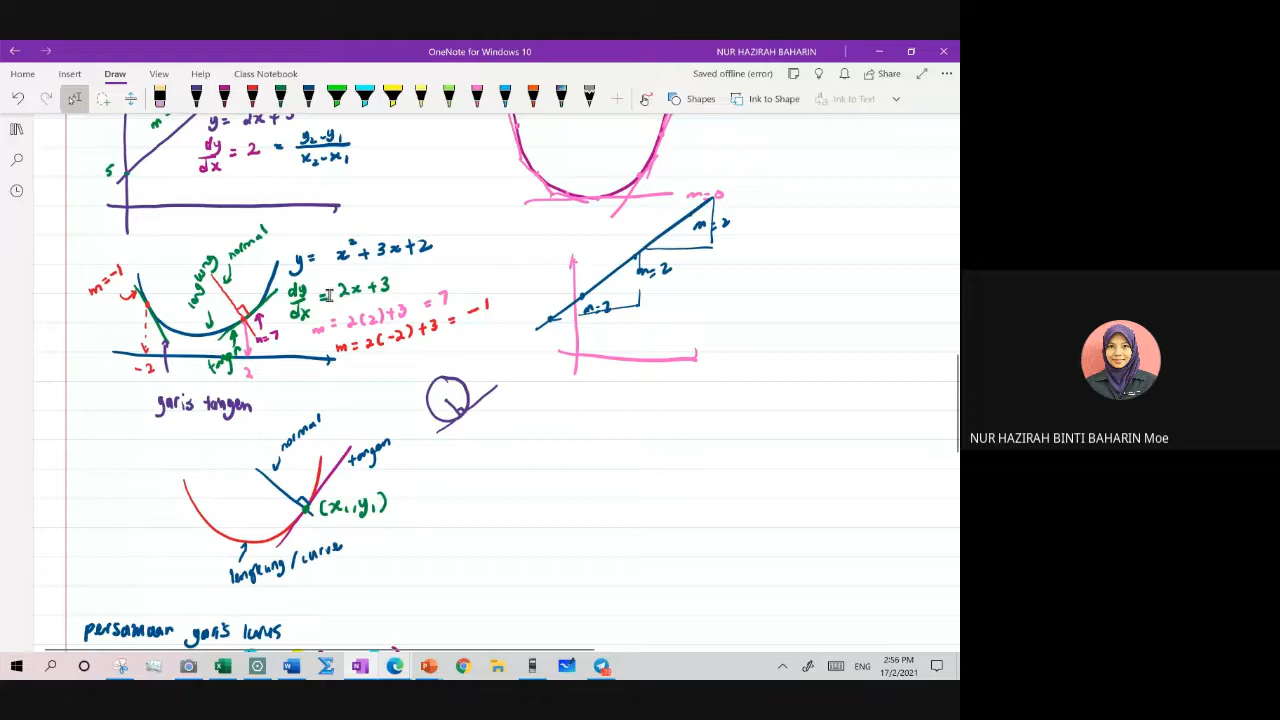 OneNote for Windows 10
NUR HAZIRAH BAHARIN
Home Insert Draw View Help Class Notebook
Saved offline (error)
Share
Shapes
Ink to Shape
Ink to Text
m=
y = 2x+5
dy/dx = 2 = y₂-y₁/x₂-x₁
5
m=0
m=2
m=2
m=2
m=-1
lengkung
normal
y = x²+3x+2
dy/dx = 2x+3
m = 2(2)+3 = 7
m = 2(-2)+3 = -1
m=7
tangen
-2
2
garis tangen
normal
tangen
(x₁,y₁)
lengkung/curve
persamaan garis lurus
NUR HAZIRAH BINTI BAHARIN Moe
ENG
2:56 PM
17/2/2021